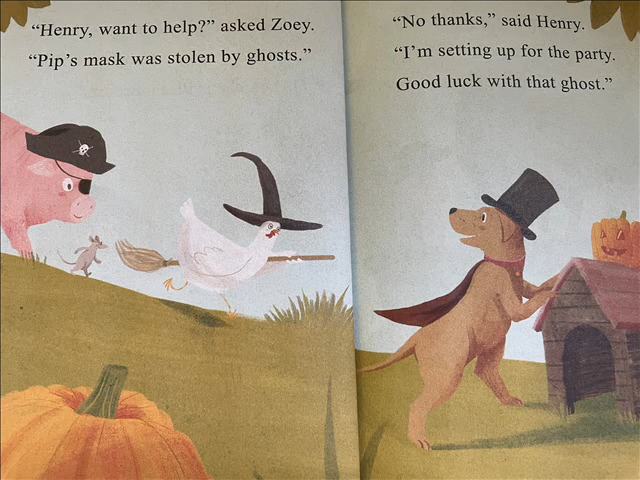 “Henry, want to help?” asked Zoey.
“Pip’s mask was stolen by ghosts.”
“No thanks,” said Henry.
“I’m setting up for the party.
Good luck with that ghost.”